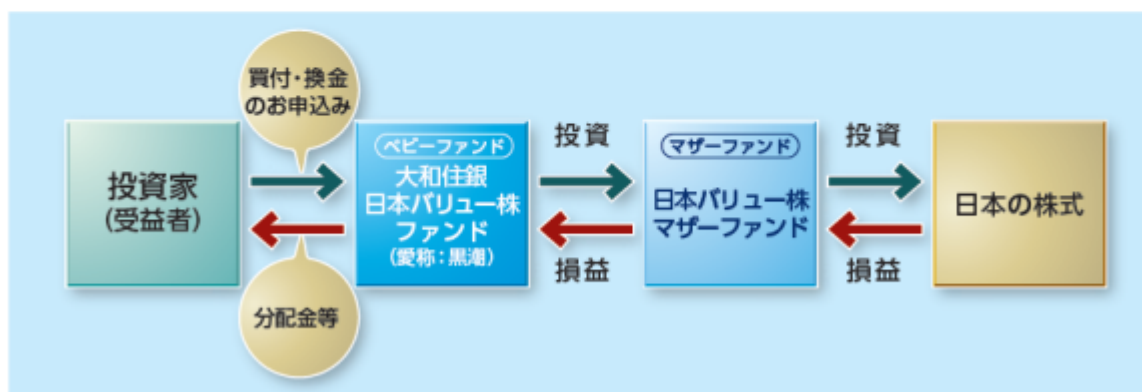 買付・換金
のお申込み
投資家
(受益者)
分配金等
ベビーファンド
大和住銀
日本バリュー株
ファンド
(愛称：黒潮)
投資
損益
マザーファンド
日本バリュー株
マザーファンド
投資
損益
日本の株式